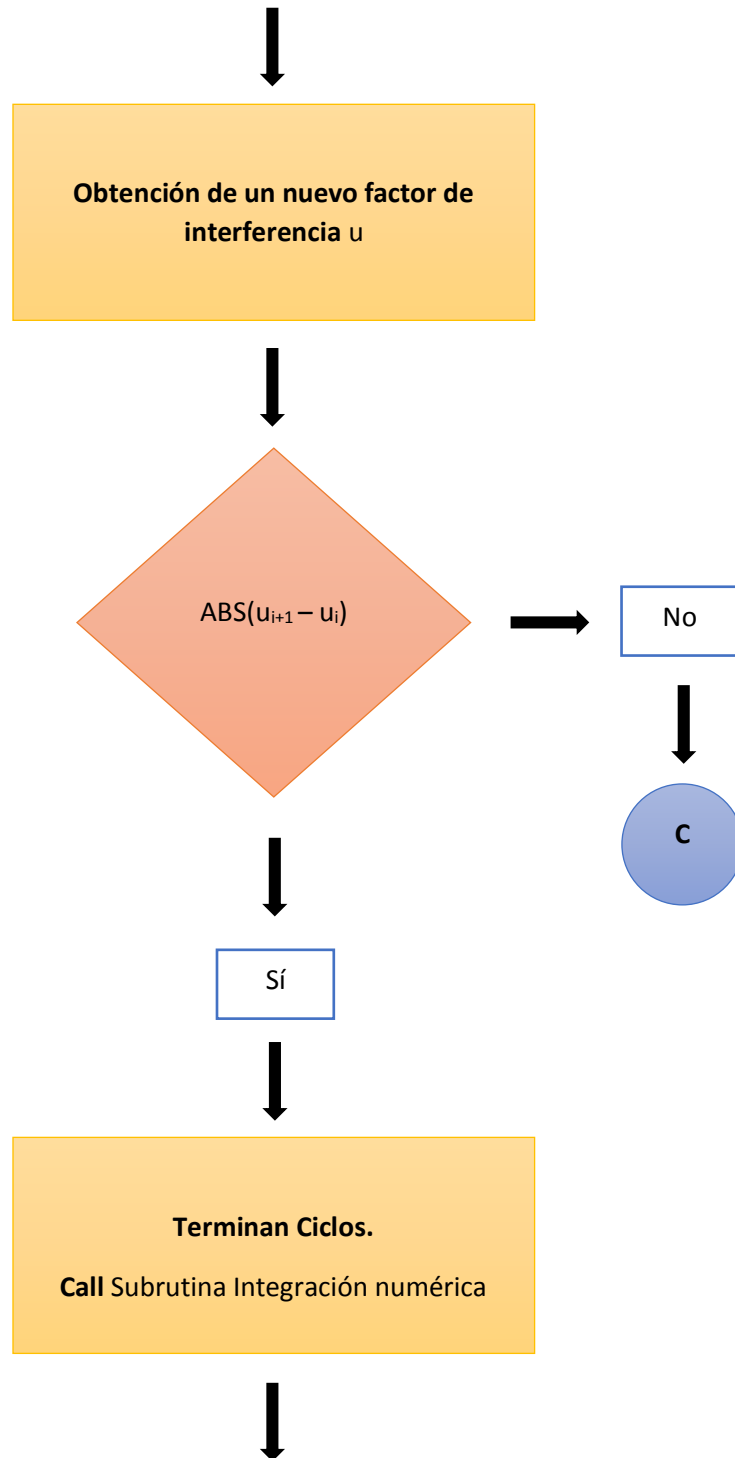 Obtención de un nuevo factor de
interferencia u
ABS(uᵢ₊₁ – uᵢ)
No
C
Sí
Terminan Ciclos.
Call Subrutina Integración numérica